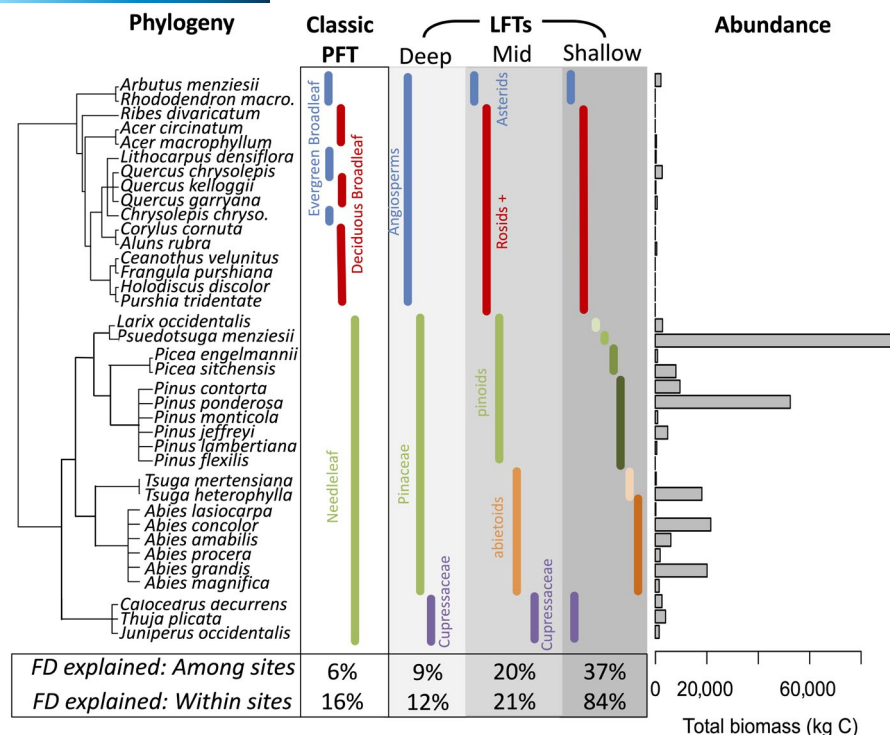 Phylogeny
Classic
PFT
LFTs
Deep Mid Shallow
Abundance
Arbutus menziesii
Rhododendron macro.
Ribes divaricatum
Acer circinatum
Acer macrophyllum
Lithocarpus densiflora
Quercus chrysolepis
Quercus kelloggii
Quercus garryana
Chrysolepis chryso.
Corylus cornuta
Aluns rubra
Ceanothus velunitus
Frangula purshiana
Holodiscus discolor
Purshia tridentate
Larix occidentalis
Psuedotsuga menziesii
Picea engelmannii
Picea sitchensis
Pinus contorta
Pinus ponderosa
Pinus monticola
Pinus jeffreyi
Pinus lambertiana
Pinus flexilis
Tsuga mertensiana
Tsuga heterophylla
Abies lasiocarpa
Abies concolor
Abies amabilis
Abies procera
Abies grandis
Abies magnifica
Calocedrus decurrens
Thuja plicata
Juniperus occidentalis
Evergreen Broadleaf
Deciduous Broadleaf
Needleleaf
Angiosperms
Pinaceae
Cupressaceae
Asterids
Rosids +
pinoids
abietoids
Cupressaceae
FD explained: Among sites 6% 9% 20% 37%
FD explained: Within sites 16% 12% 21% 84%
0 20,000 60,000
Total biomass (kg C)